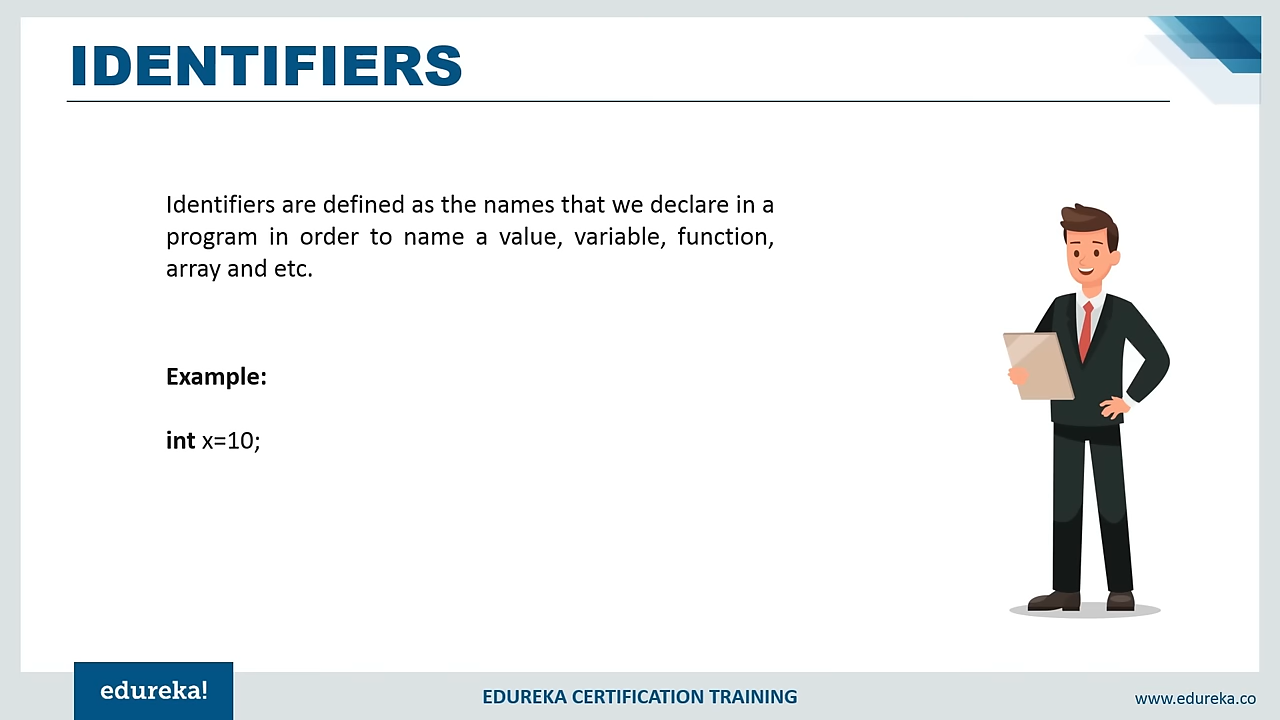 IDENTIFIERS
Identifiers are defined as the names that we declare in a
program in order to name a value, variable, function,
array and etc.
Example:
int x=10;
edureka!
EDUREKA CERTIFICATION TRAINING
www.edureka.co